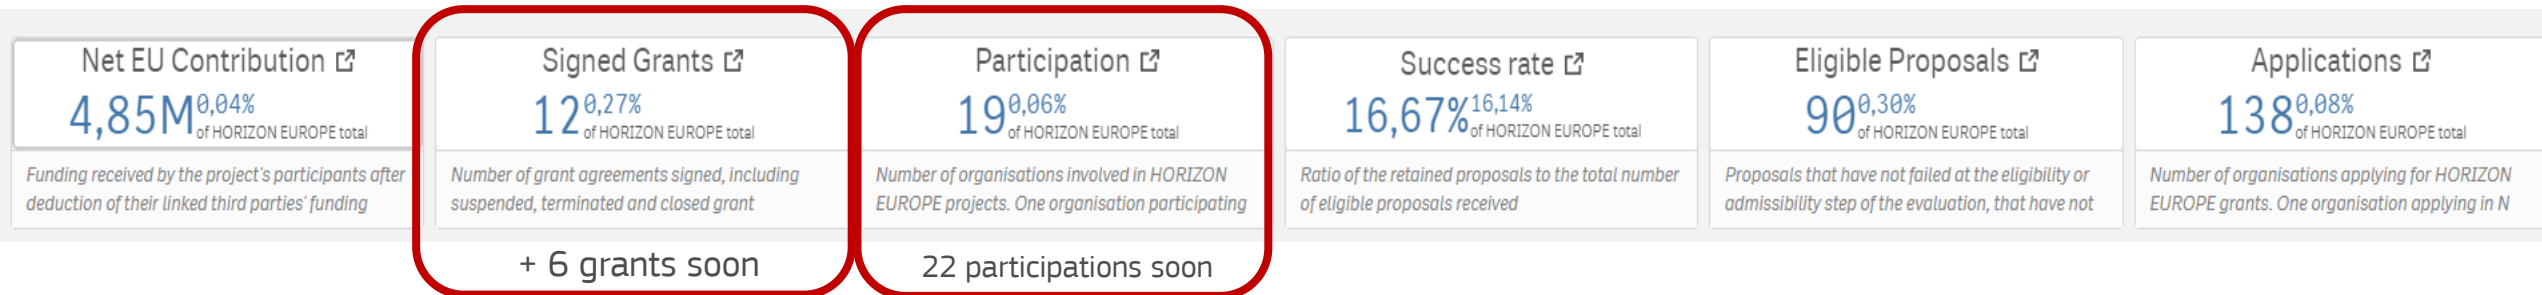 Net EU Contribution
4,85M 0,04%
of HORIZON EUROPE total
Funding received by the project's participants after
deduction of their linked third parties' funding
Signed Grants
12 0,27%
of HORIZON EUROPE total
Number of grant agreements signed, including
suspended, terminated and closed grant
+ 6 grants soon
Participation
19 0,06%
of HORIZON EUROPE total
Number of organisations involved in HORIZON
EUROPE projects. One organisation participating
22 participations soon
Success rate
16,67% 16,14%
of HORIZON EUROPE total
Ratio of the retained proposals to the total number
of eligible proposals received
Eligible Proposals
90 0,30%
of HORIZON EUROPE total
Proposals that have not failed at the eligibility or
admissibility step of the evaluation, that have not
Applications
138 0,08%
of HORIZON EUROPE total
Number of organisations applying for HORIZON
EUROPE grants. One organisation applying in N